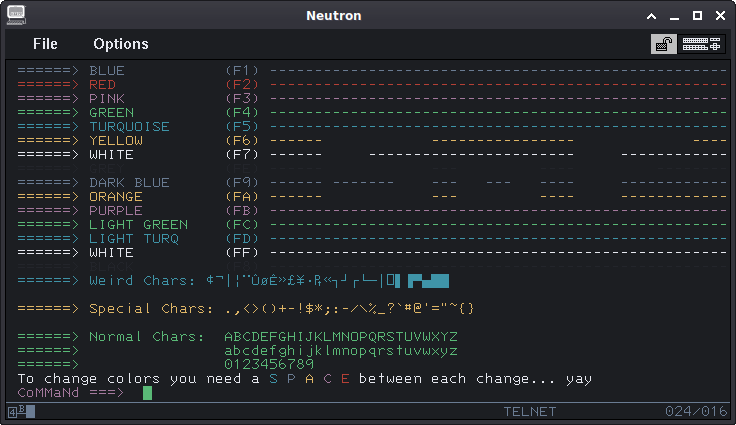 Neutron
File Options
======> BLUE (F1) ---------------------------------------------------
======> RED (F2) ---------------------------------------------------
======> PINK (F3) ---------------------------------------------------
======> GREEN (F4) ---------------------------------------------------
======> TURQUOISE (F5) ---------------------------------------------------
======> YELLOW (F6) ------ ---------------- ----
======> WHITE (F7) ------ ---------------- ------------
======> DARK BLUE (F9) ------ ------- --- --- ---- ------------
======> ORANGE (FA) ------ ---- ---- ------------
======> PURPLE (FB) ---------------------------------------------------
======> LIGHT GREEN (FC) ---------------------------------------------------
======> LIGHT TURQ (FD) ---------------------------------------------------
======> WHITE (FF) ---------------------------------------------------
======> Weird Chars: ¢¬|¦¨ÛøÊ»£¥·₧«┐┘┌└─│
======> Special Chars: .,<>()+-!$*;:-/\%_?`#@'="~{}
======> Normal Chars: ABCDEFGHIJKLMNOPQRSTUVWXYZ
======> abcdefghijklmnopqrstuvwxyz
======> 0123456789
To change colors you need a S P A C E between each change... yay
CoMMaNd ===>
4 B TELNET 024/016